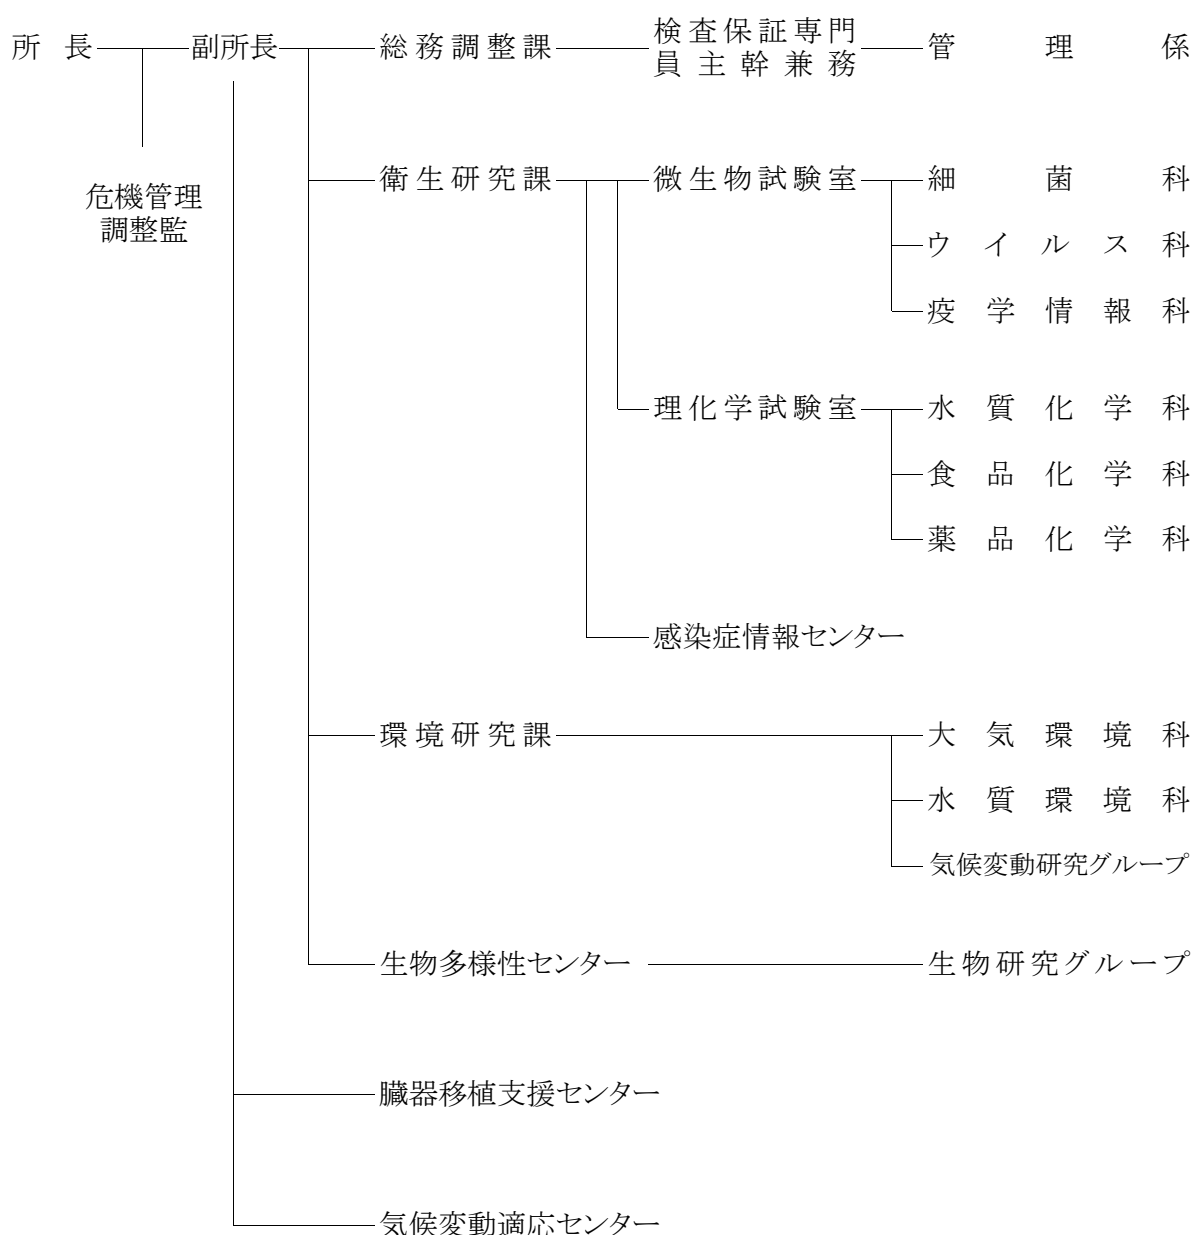 所長 副所長 総務調整課 検査保証専門員主幹兼務 管理係
危機管理
調整監
衛生研究課 微生物試験室 細菌科
ウイルス科
疫学情報科
理化学試験室 水質化学科
食品化学科
薬品化学科
感染症情報センター
環境研究課 大気環境科
水質環境科
気候変動研究グループ
生物多様性センター 生物研究グループ
臓器移植支援センター
気候変動適応センター